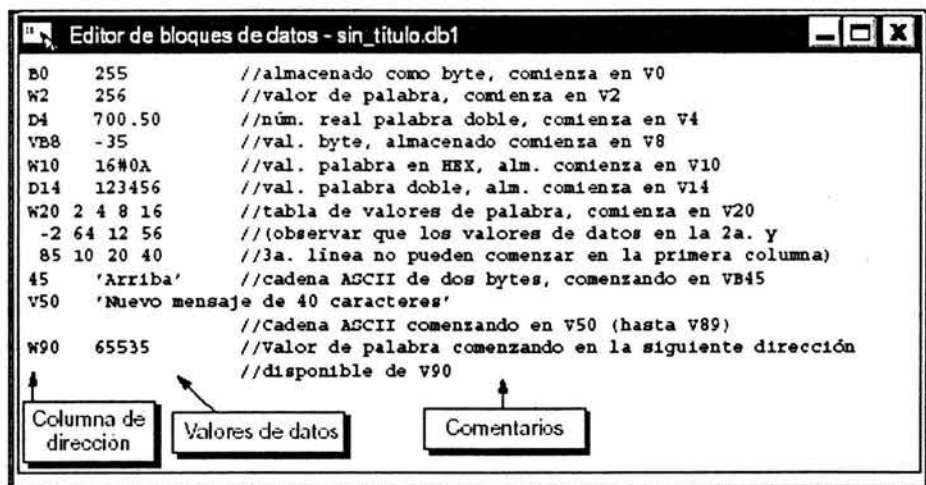 Editor de bloques de datos - sin_título.db1
B0 255 //almacenado como byte, comienza en V0
W2 256 //valor de palabra, comienza en V2
D4 700.50 //núm. real palabra doble, comienza en V4
VB8 -35 //val. byte, almacenado comienza en V8
W10 16#0A //val. palabra en HEX, alm. comienza en V10
D14 123456 //val. palabra doble, alm. comienza en V14
W20 2 4 8 16 //tabla de valores de palabra, comienza en V20
-2 64 12 56 //(observar que los valores de datos en la 2a. y
85 10 20 40 //3a. línea no pueden comenzar en la primera columna)
45 'Arriba' //cadena ASCII de dos bytes, comenzando en VB45
V50 'Nuevo mensaje de 40 caracteres'
//Cadena ASCII comenzando en V50 (hasta V89)
W90 65535 //Valor de palabra comenzando en la siguiente dirección
//disponible de V90
Columna de
dirección
Valores de datos
Comentarios